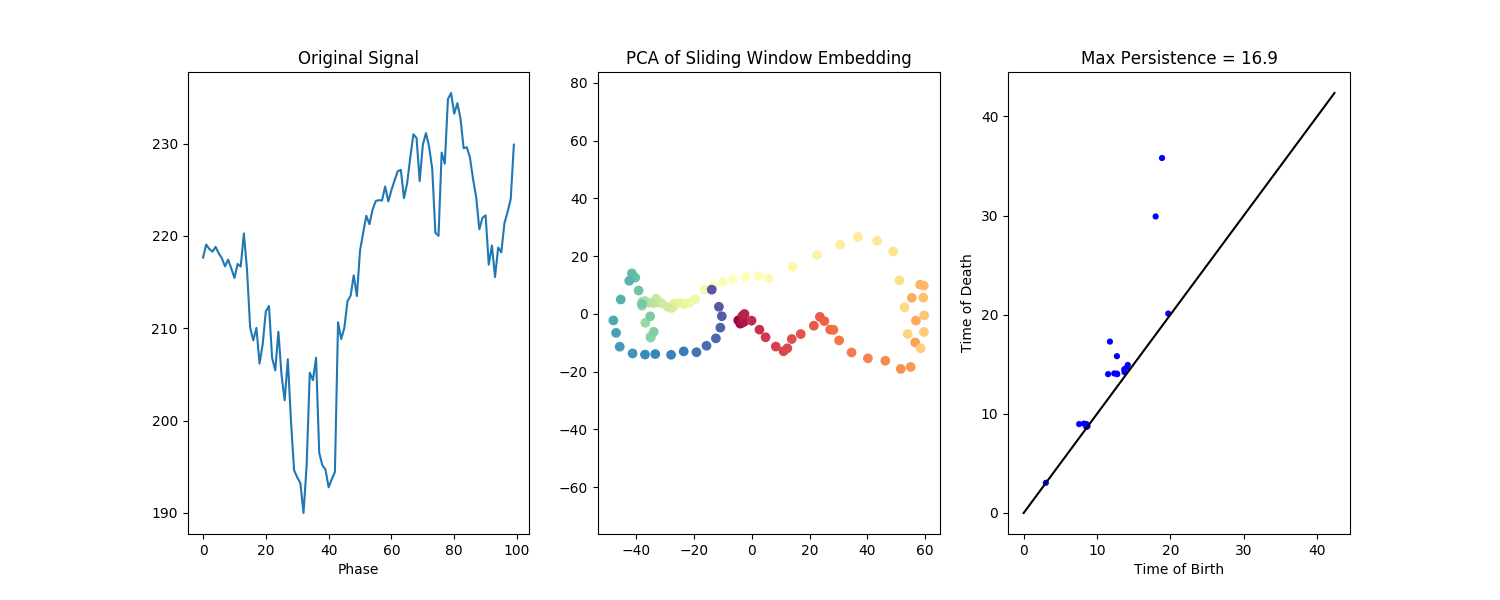 Original Signal
230
220
210
200
190
0 20 40 60 80 100
Phase
PCA of Sliding Window Embedding
80
60
40
20
0
−20
−40
−60
−40 −20 0 20 40 60
Max Persistence = 16.9
Time of Death
40
30
20
10
0
0 10 20 30 40
Time of Birth